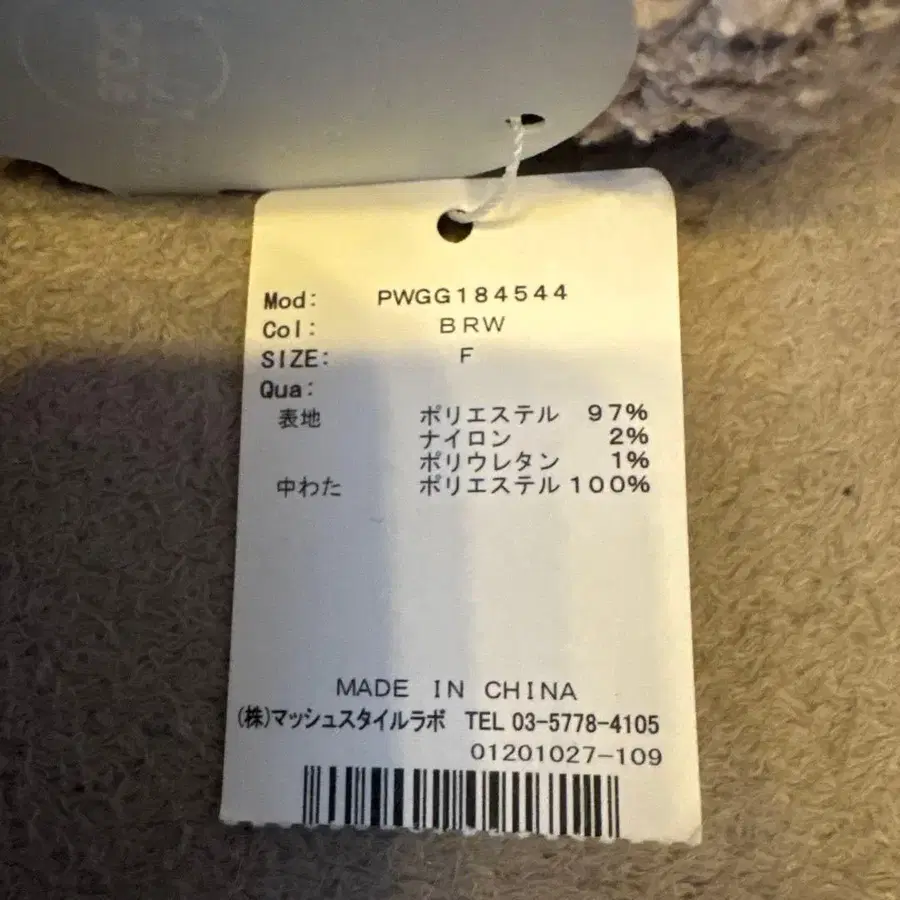 Mod: PWGG184544
Col: BRW
SIZE: F
Qua:
表地 ポリエステル 97%
ナイロン 2%
ポリウレタン 1%
中わた ポリエステル 100%
MADE IN CHINA
(株)マッシュスタイルラボ TEL 03-5778-4105
01201027-109